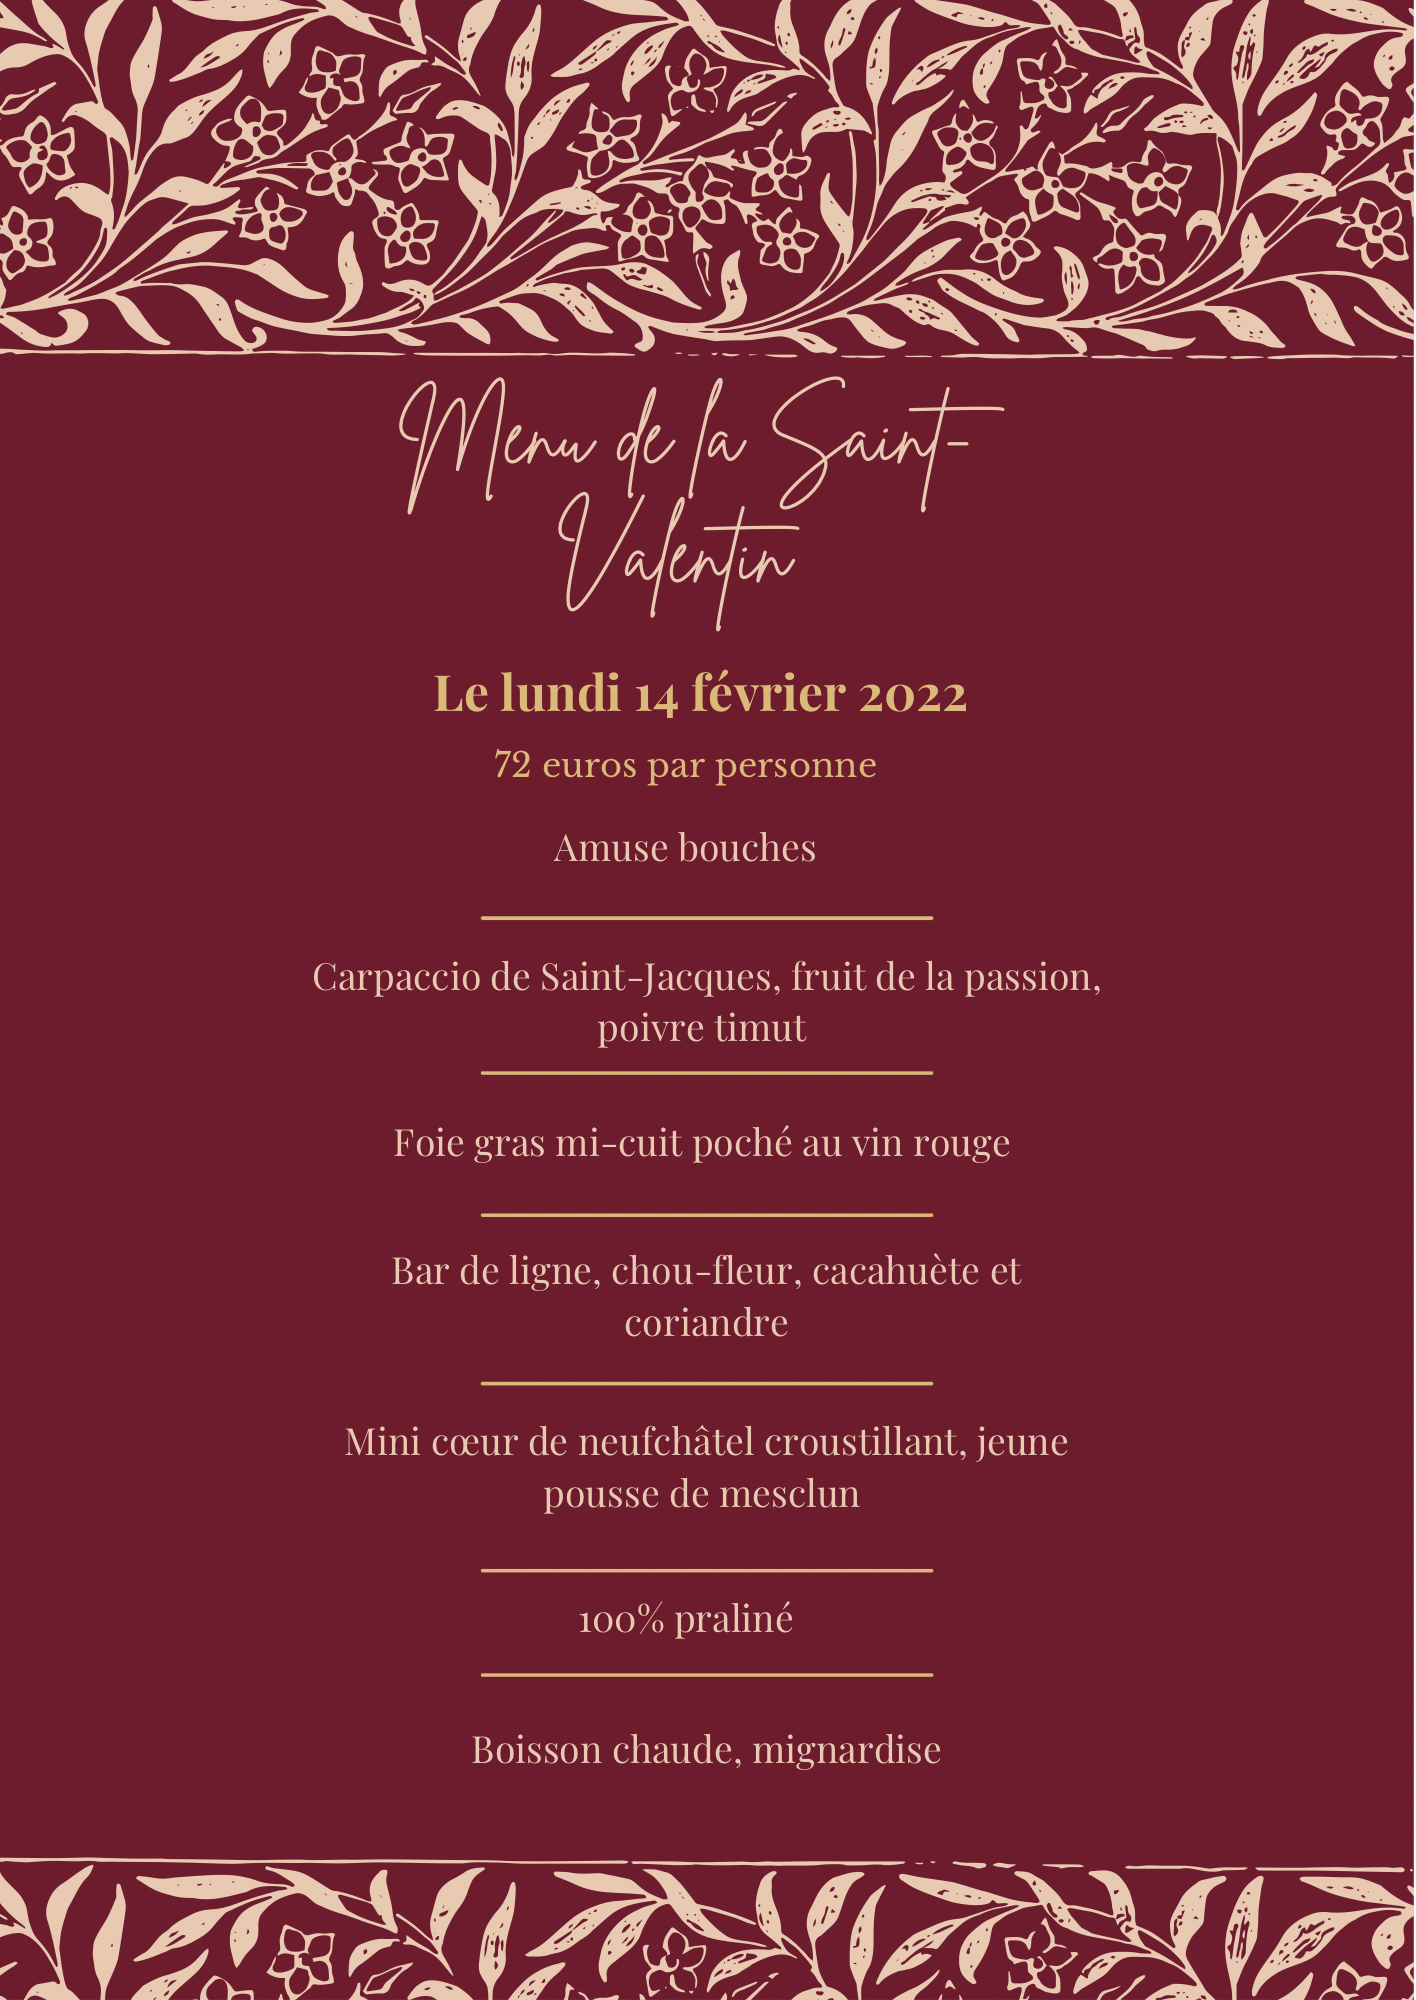 Menu de la Saint-
Valentin
Le lundi 14 février 2022
72 euros par personne
Amuse bouches
Carpaccio de Saint-Jacques, fruit de la passion,
poivre timut
Foie gras mi-cuit poché au vin rouge
Bar de ligne, chou-fleur, cacahuète et
coriandre
Mini cœur de neufchâtel croustillant, jeune
pousse de mesclun
100% praliné
Boisson chaude, mignardise